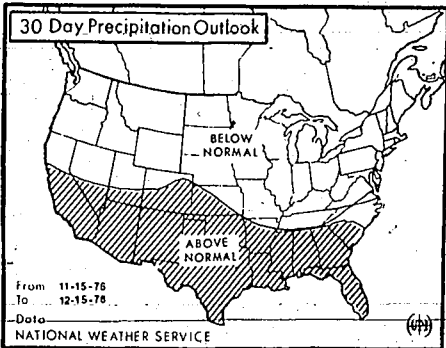 30 Day Precipitation Outlook
BELOW
NORMAL
ABOVE
NORMAL
From 11-15-76
To 12-15-76
Data
NATIONAL WEATHER SERVICE
UPI